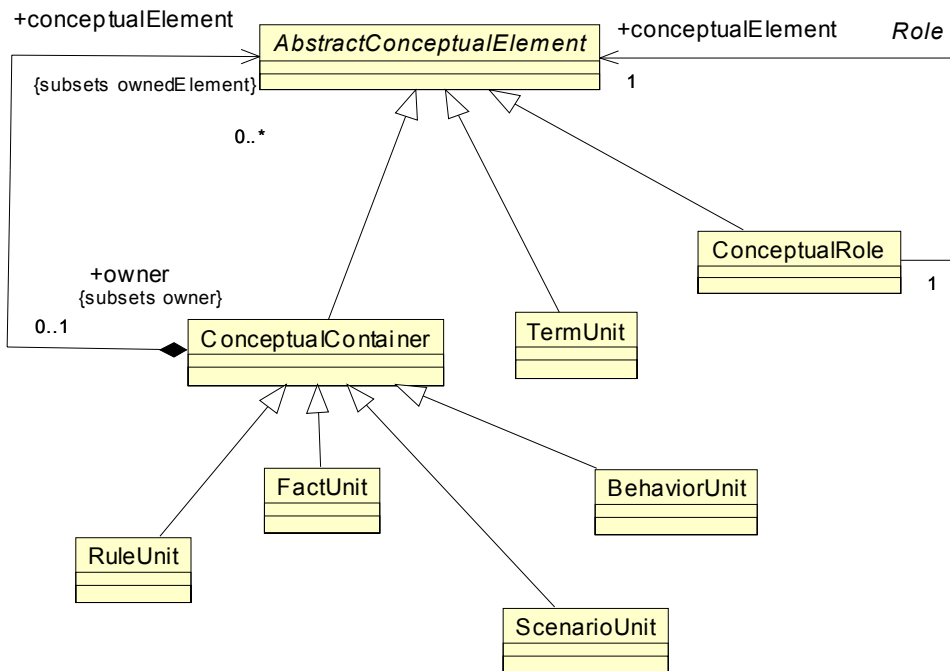 +conceptualElement
AbstractConceptualElement
+conceptualElement
Role
{subsets ownedElement}
1
0..*
ConceptualRole
+owner
1
{subsets owner}
0..1
ConceptualContainer
TermUnit
FactUnit
BehaviorUnit
RuleUnit
ScenarioUnit